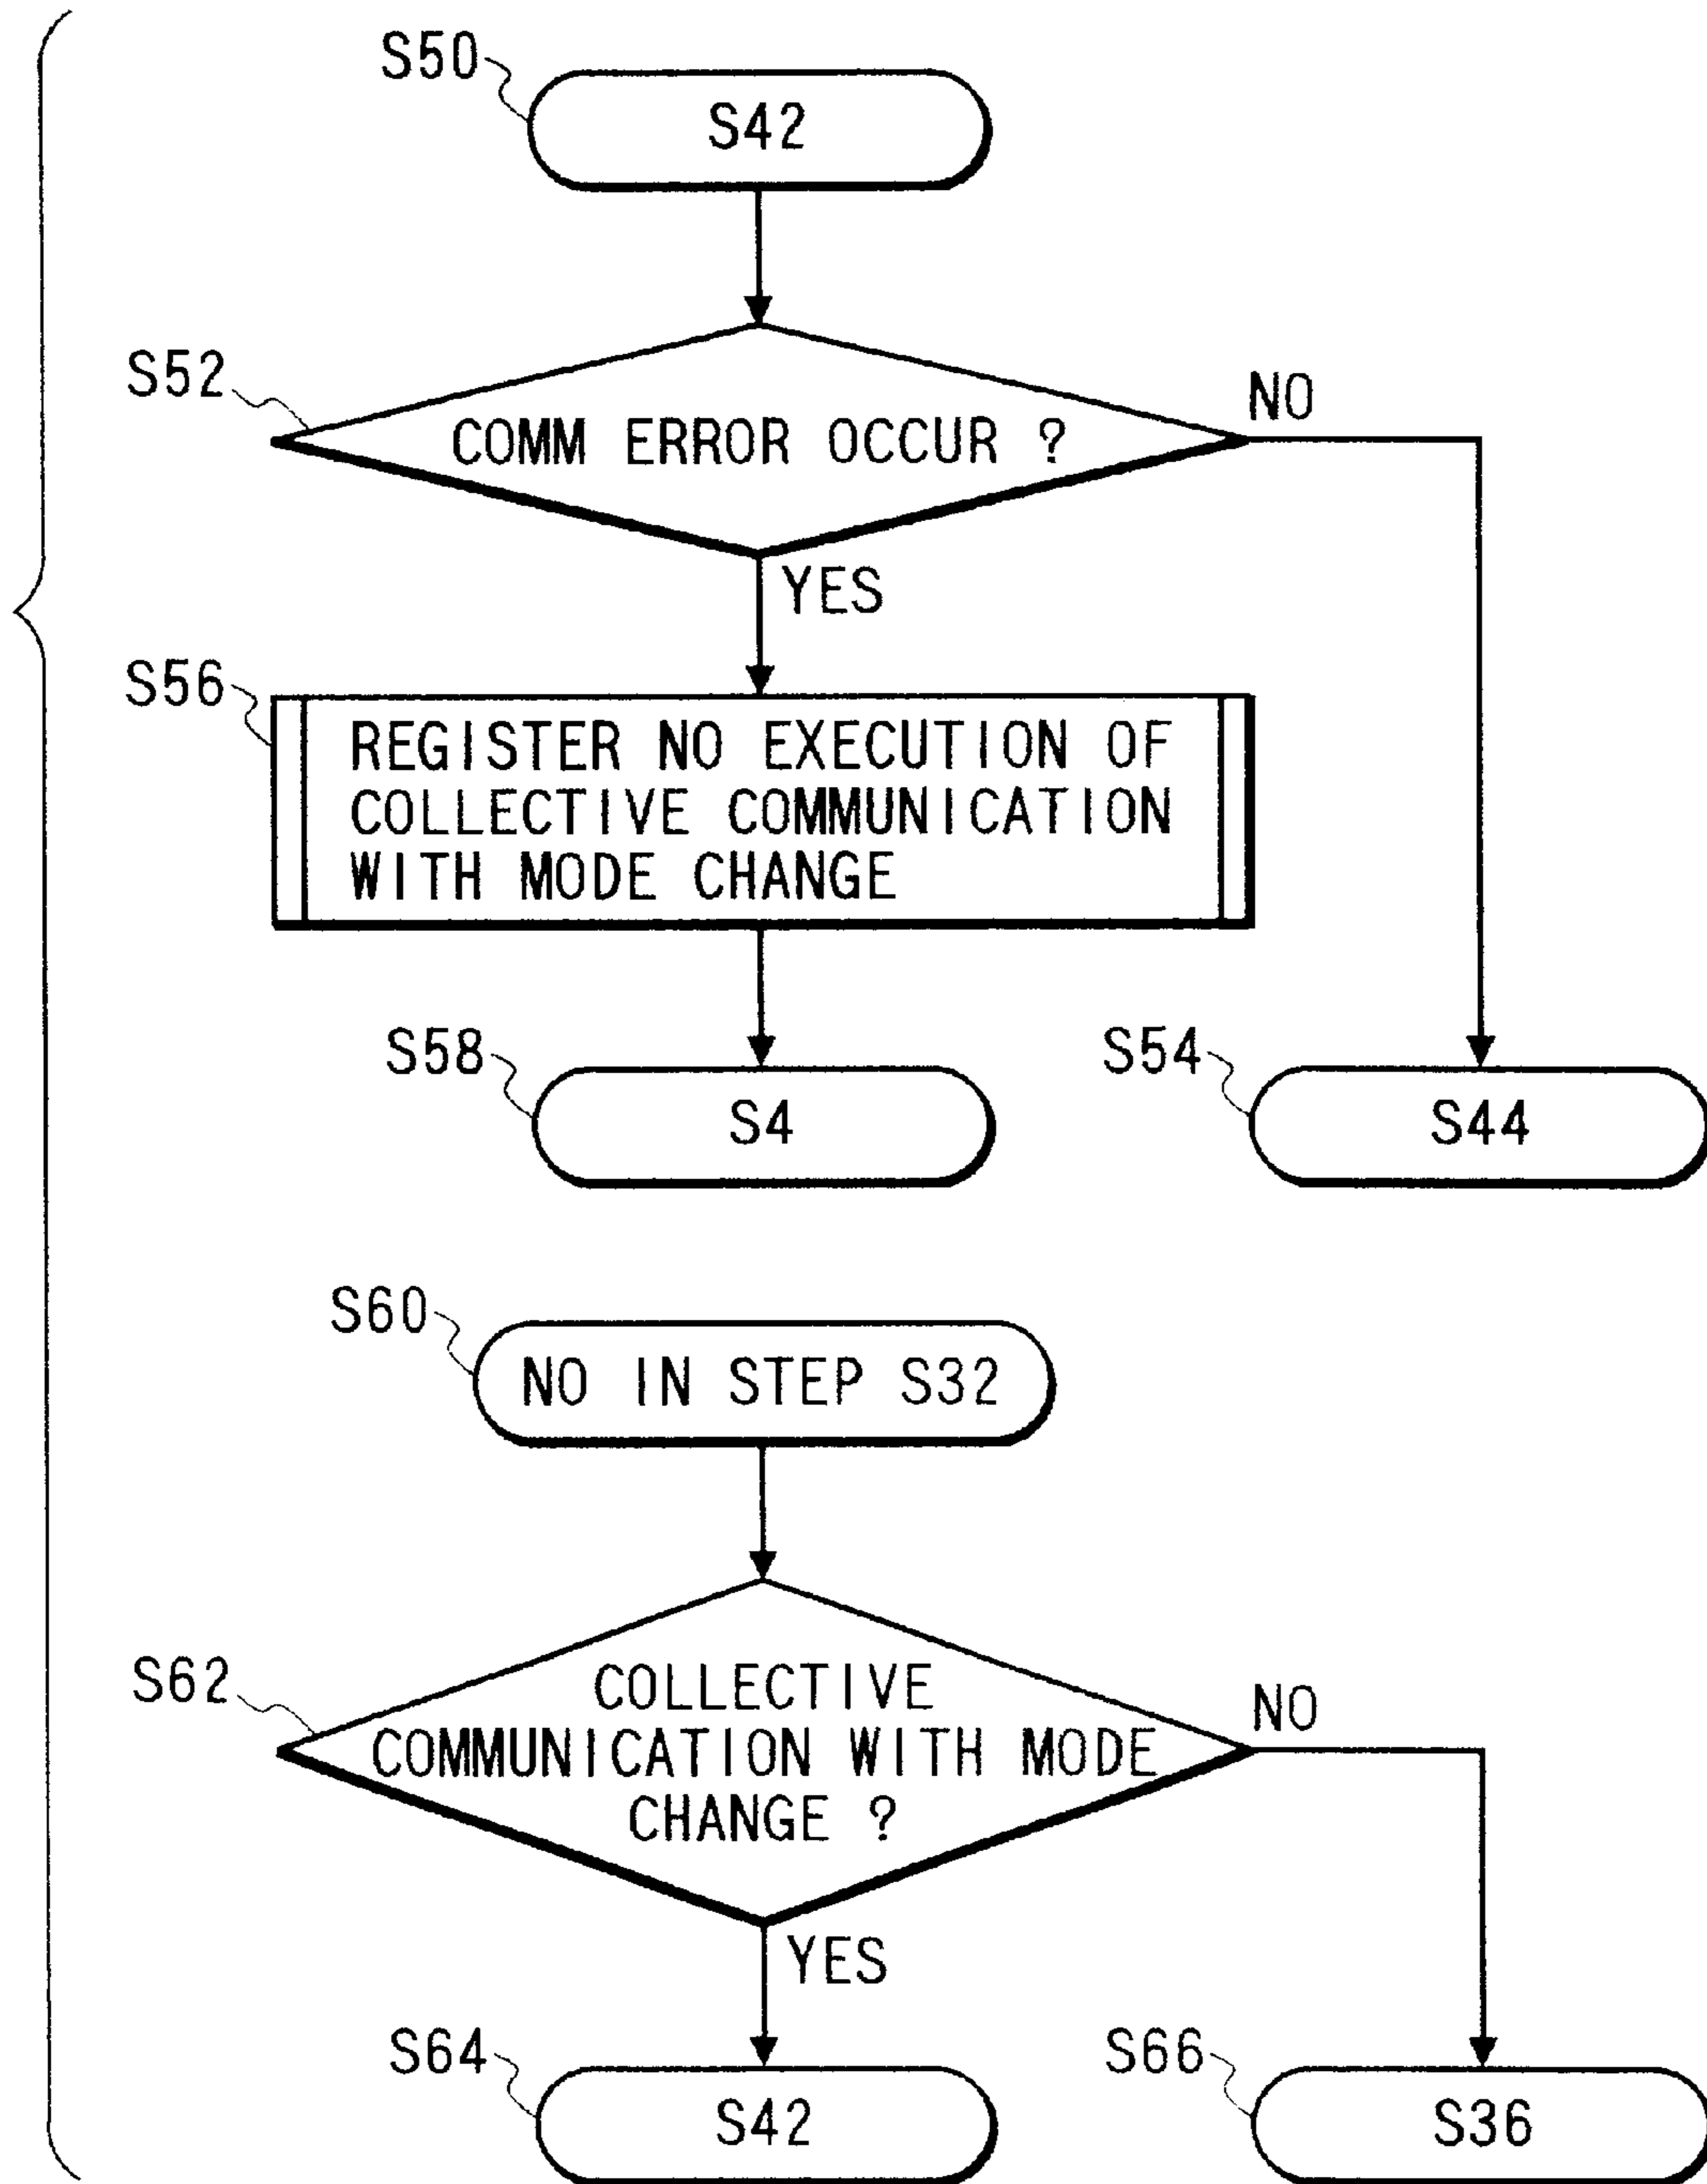 S50
S42
S52
COMM ERROR OCCUR ?
NO
YES
S56
REGISTER NO EXECUTION OF
COLLECTIVE COMMUNICATION
WITH MODE CHANGE
S58
S4
S54
S44
S60
NO IN STEP S32
S62
COLLECTIVE
COMMUNICATION WITH MODE
CHANGE ?
NO
YES
S64
S42
S66
S36